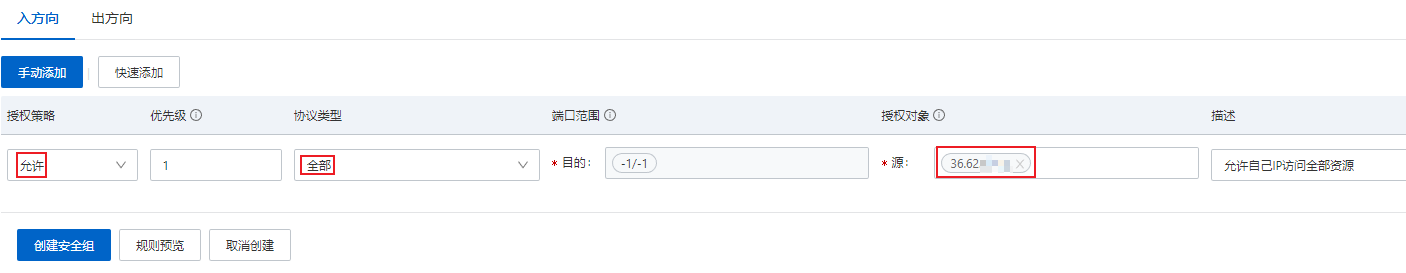 入方向 出方向
手动添加 快速添加
授权策略 优先级 协议类型 端口范围 授权对象 描述
允许 1 全部 * 目的: -1/-1 * 源: 36.62 X 允许自己IP访问全部资源
创建安全组 规则预览 取消创建